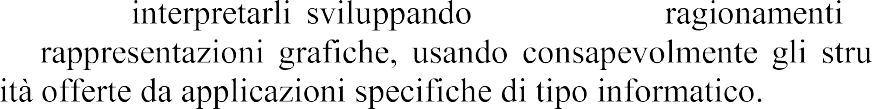 interpretarli sviluppando ragionamenti
rappresentazioni grafiche, usando consapevolmente gli stru
ità offerte da applicazioni specifiche di tipo informatico.